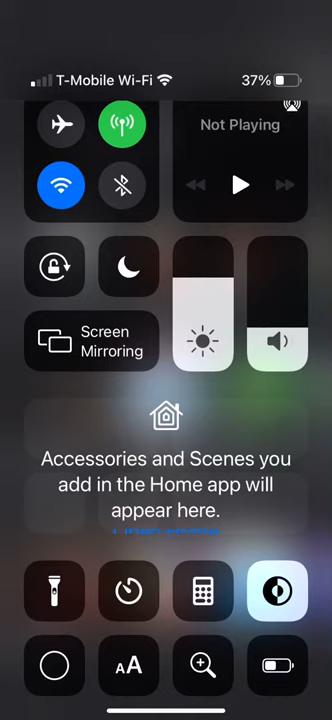 T-Mobile Wi-Fi
37%
Not Playing
Screen
Mirroring
Accessories and Scenes you
add in the Home app will
appear here.
AA